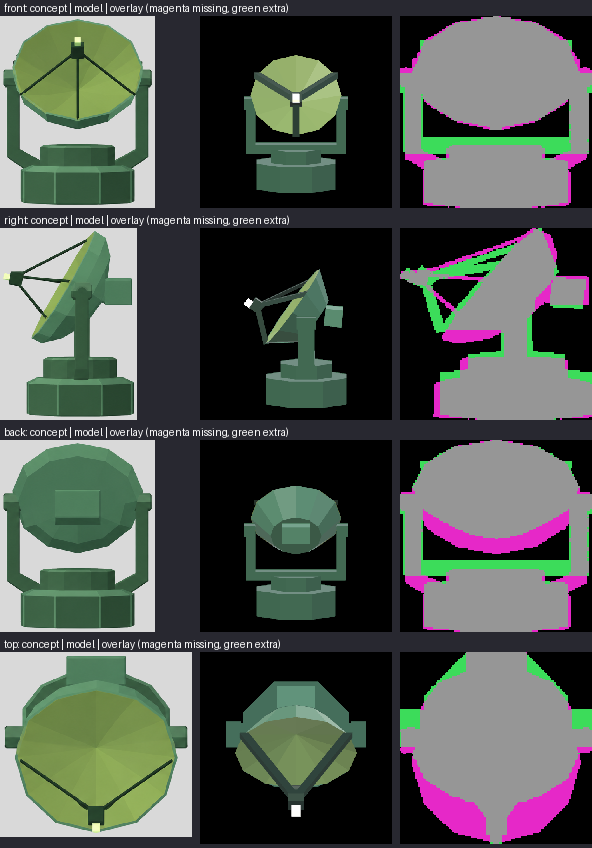 front: concept | model | overlay (magenta missing, green extra)
right: concept | model | overlay (magenta missing, green extra)
back: concept | model | overlay (magenta missing, green extra)
top: concept | model | overlay (magenta missing, green extra)